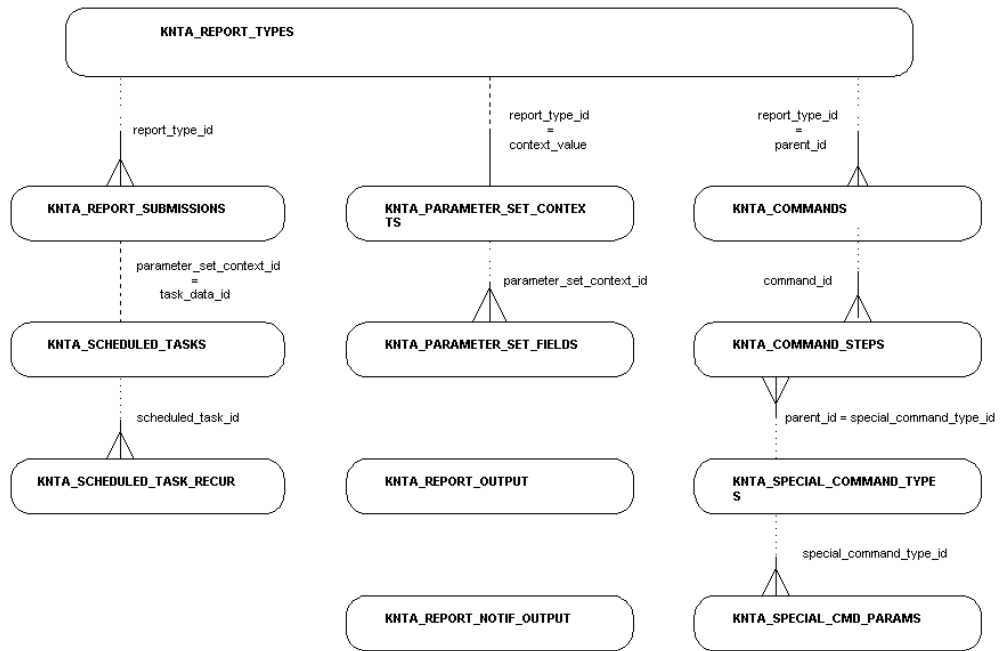 KNTA_REPORT_TYPES
report_type_id
report_type_id
=
context_value
report_type_id
=
parent_id
KNTA_REPORT_SUBMISSIONS
KNTA_PARAMETER_SET_CONTEX
TS
KNTA_COMMANDS
parameter_set_context_id
=
task_data_id
parameter_set_context_id
command_id
KNTA_SCHEDULED_TASKS
KNTA_PARAMETER_SET_FIELDS
KNTA_COMMAND_STEPS
scheduled_task_id
parent_id = special_command_type_id
KNTA_SCHEDULED_TASK_RECUR
KNTA_REPORT_OUTPUT
KNTA_SPECIAL_COMMAND_TYPE
S
special_command_type_id
KNTA_REPORT_NOTIF_OUTPUT
KNTA_SPECIAL_CMD_PARAMS